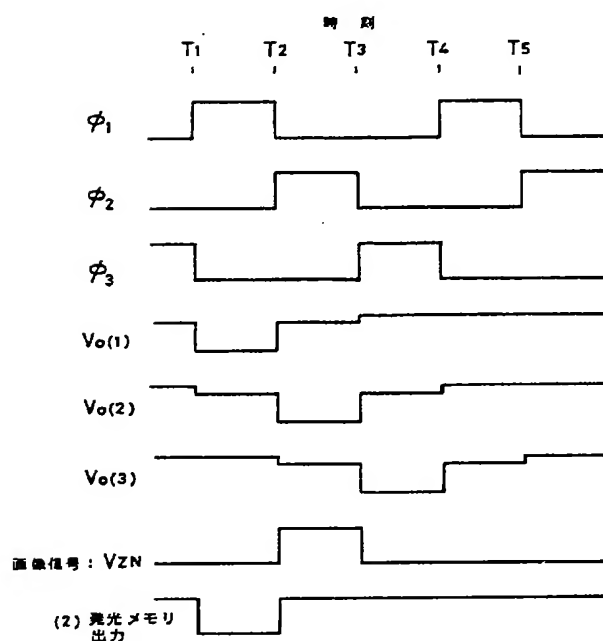 時刻
T1 T2 T3 T4 T5
φ1
φ2
φ3
Vo(1)
Vo(2)
Vo(3)
画像信号: VZN
(2) 発光メモリ
出力